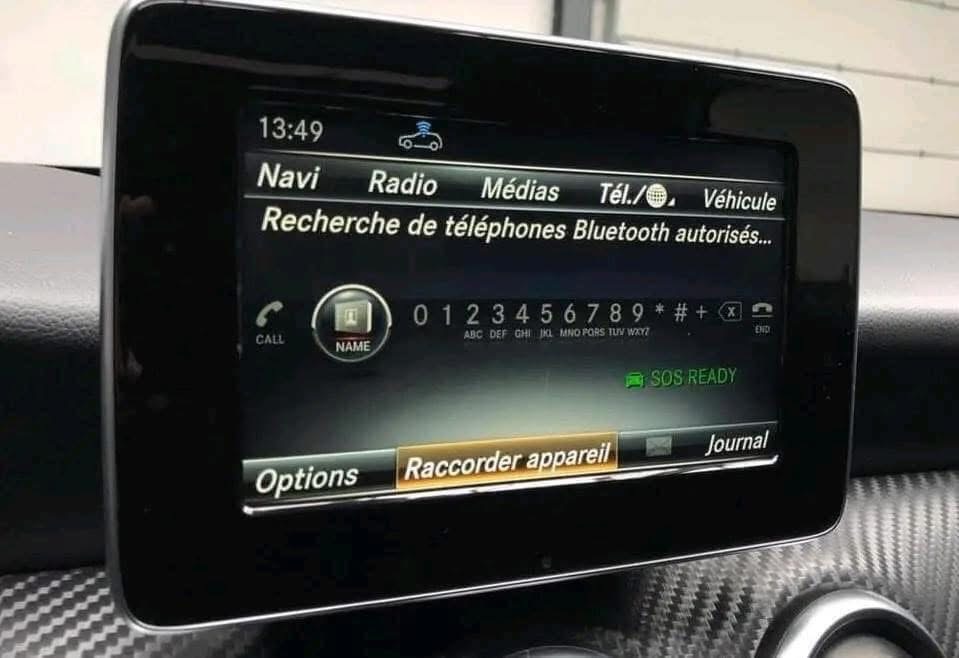 13:49
Navi Radio Médias Tél./ Véhicule
Recherche de téléphones Bluetooth autorisés...
0 1 2 3 4 5 6 7 8 9 * # +
CALL NAME ABC DEF GHI JKL MNO PQRS TUV WXYZ END
SOS READY
Options Raccorder appareil Journal